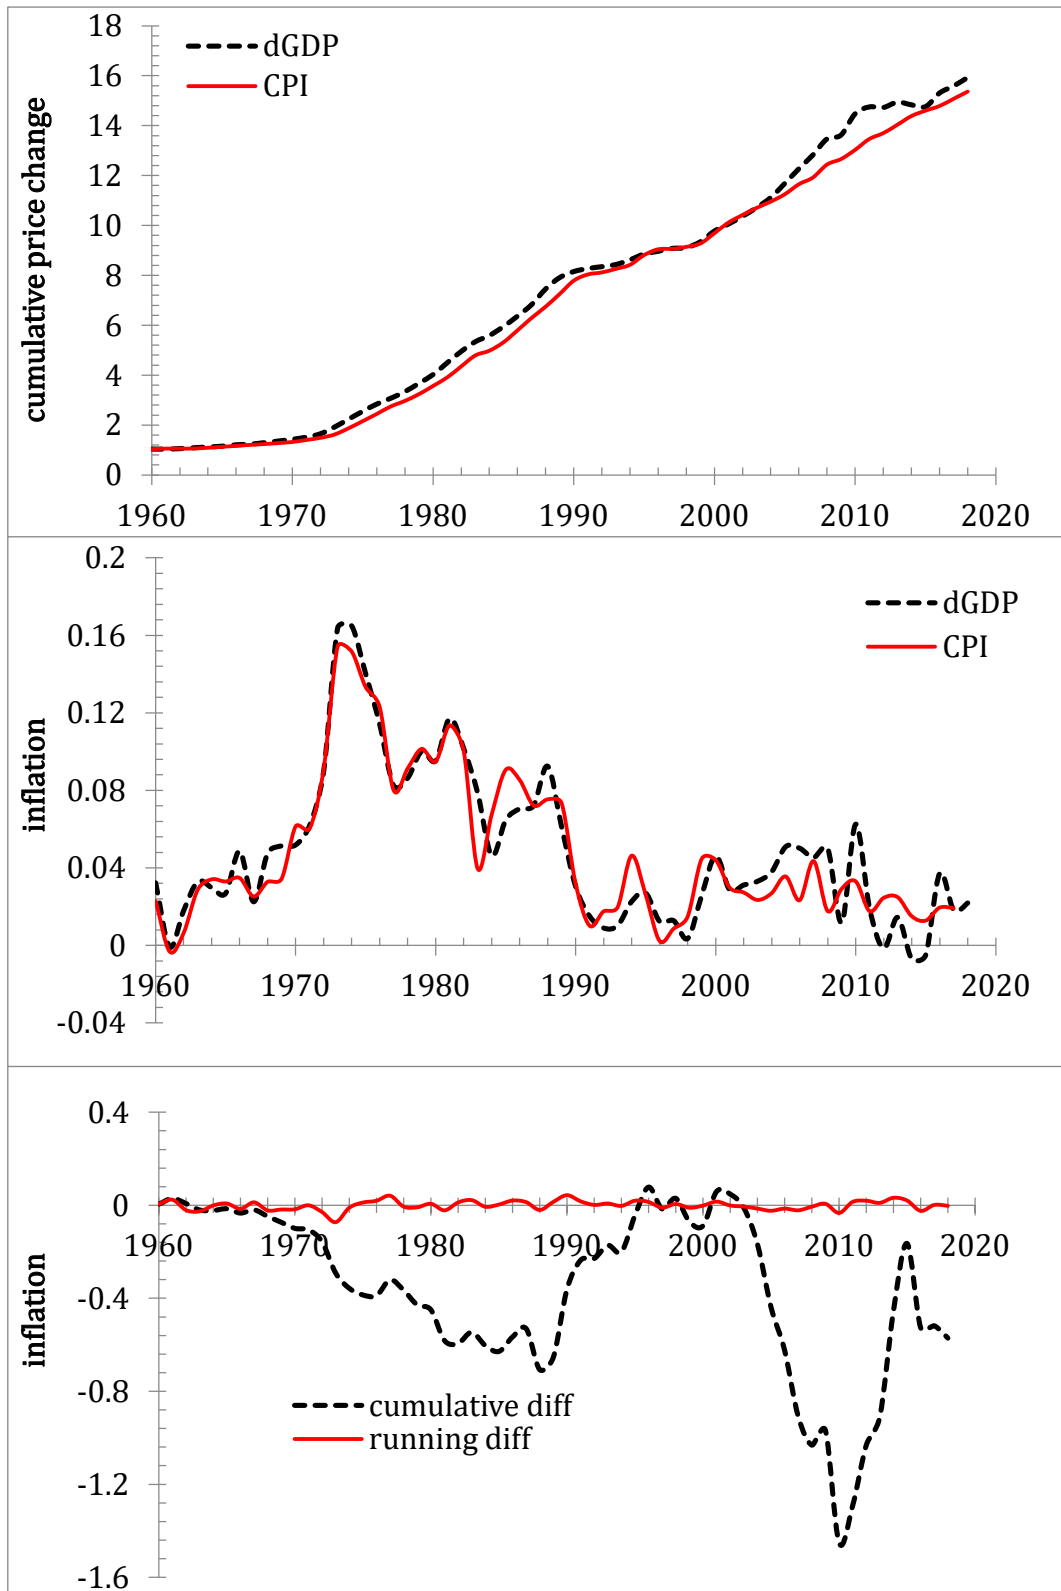 18
16
14
12
10
8
6
4
2
0
cumulative price change
dGDP
CPI
1960 1970 1980 1990 2000 2010 2020
0.2
0.16
0.12
0.08
0.04
0
-0.04
inflation
dGDP
CPI
1960 1970 1980 1990 2000 2010 2020
0.4
0
-0.4
-0.8
-1.2
-1.6
inflation
1960 1970 1980 1990 2000 2010 2020
cumulative diff
running diff